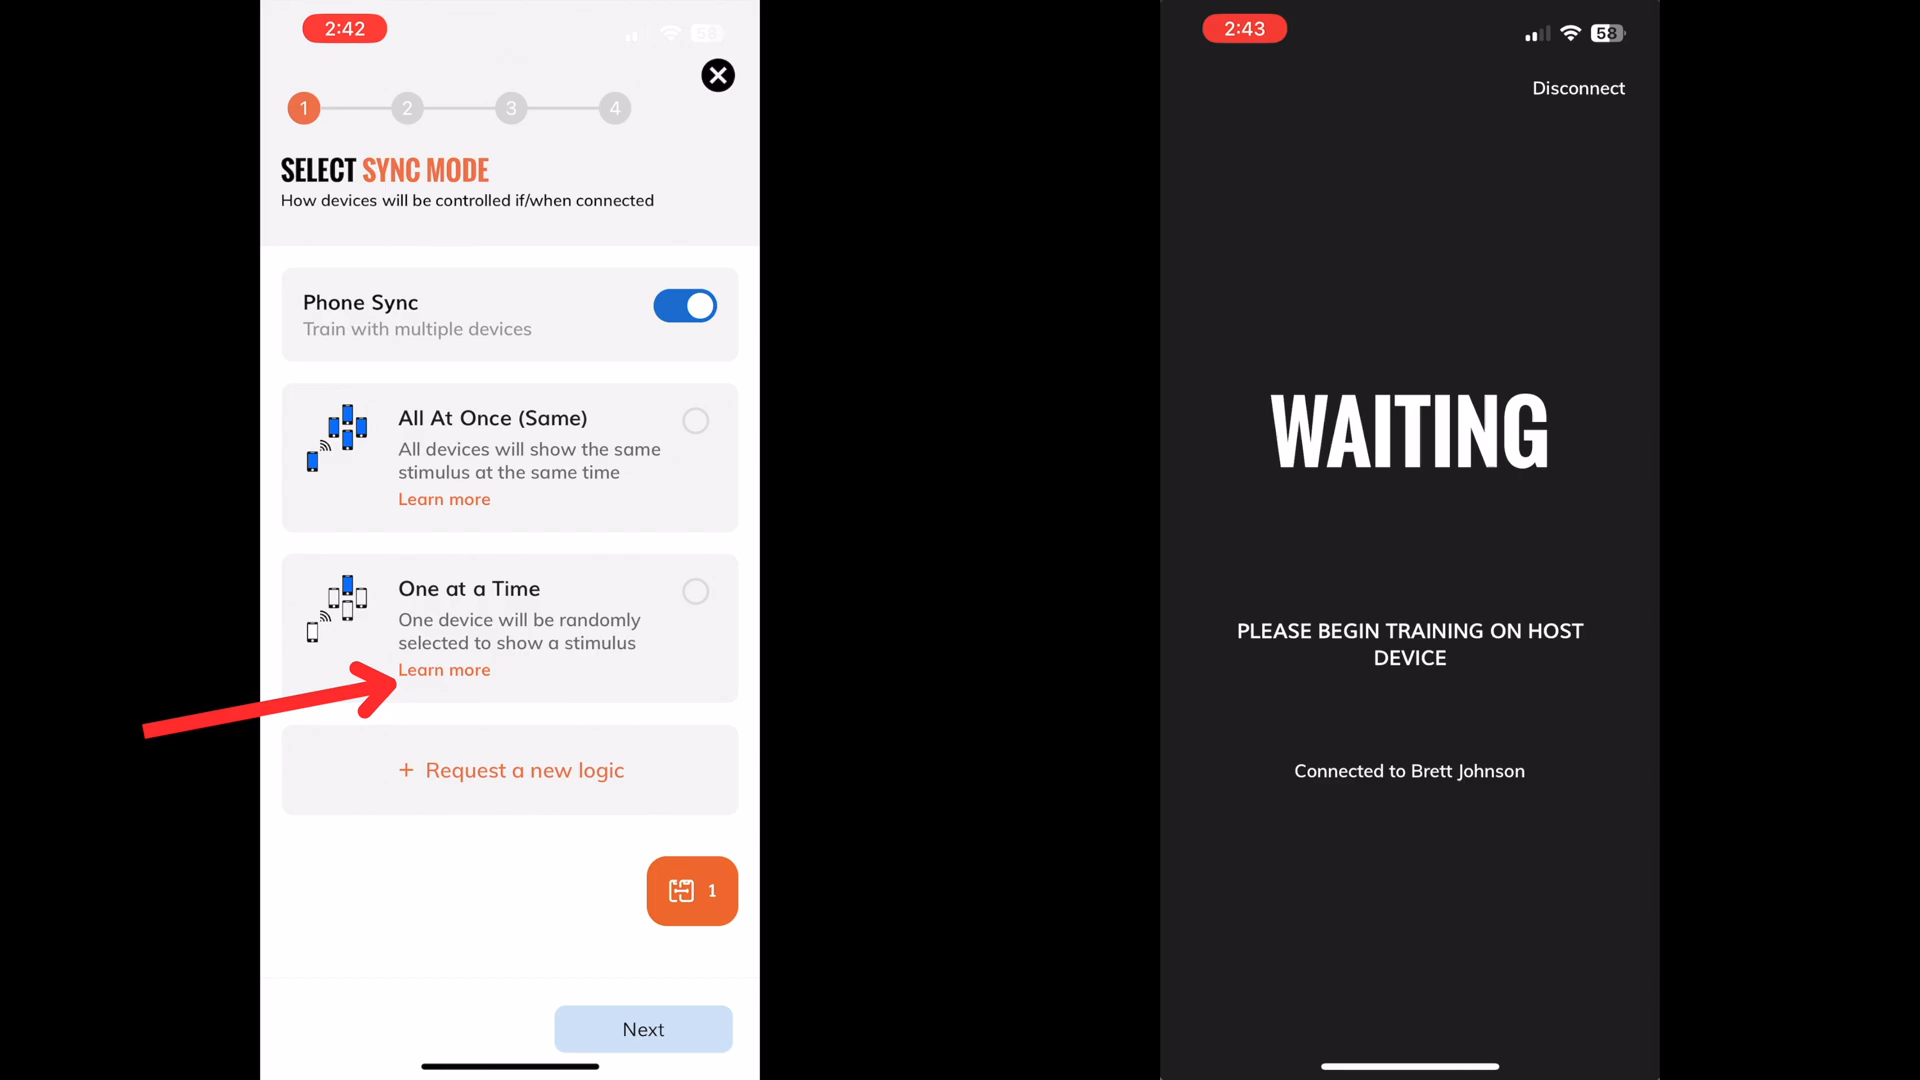 2:42
58
1 2 3 4
SELECT SYNC MODE
How devices will be controlled if/when connected
Phone Sync
Train with multiple devices
All At Once (Same)
All devices will show the same
stimulus at the same time
Learn more
One at a Time
One device will be randomly
selected to show a stimulus
Learn more
+ Request a new logic
1
Next
2:43
58
Disconnect
WAITING
PLEASE BEGIN TRAINING ON HOST
DEVICE
Connected to Brett Johnson